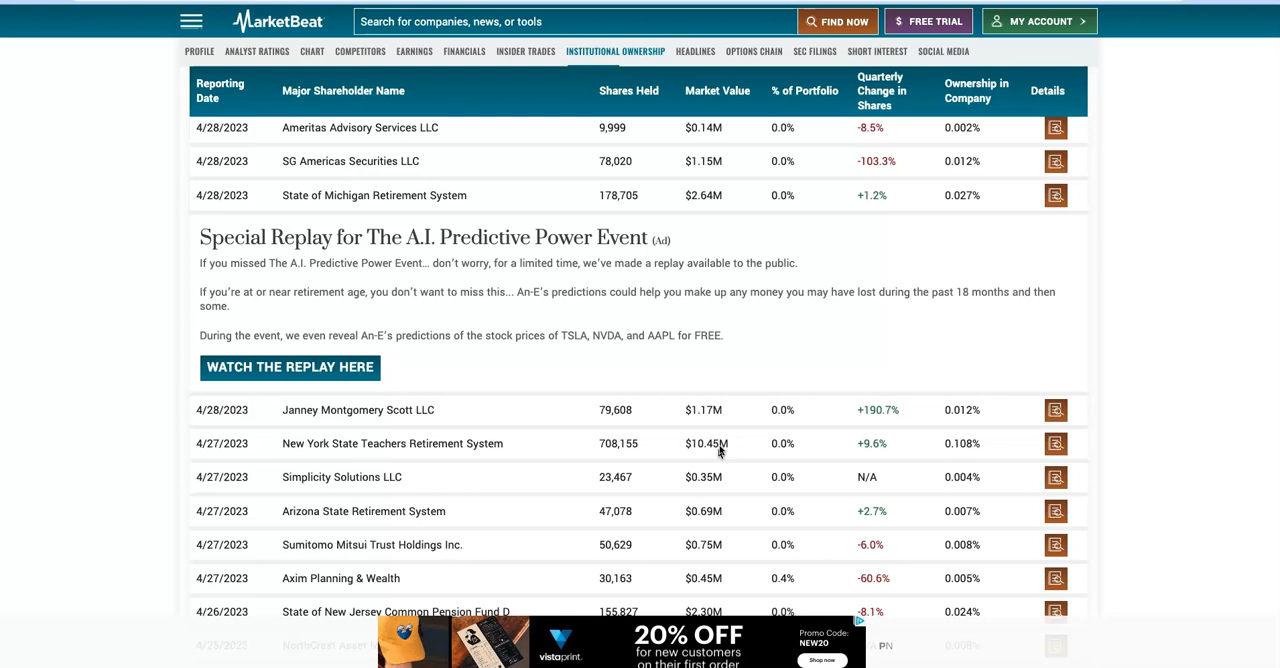 MarketBeat
Search for companies, news, or tools
FIND NOW
$ FREE TRIAL
MY ACCOUNT
PROFILE ANALYST RATINGS CHART COMPETITORS EARNINGS FINANCIALS INSIDER TRADES INSTITUTIONAL OWNERSHIP HEADLINES OPTIONS CHAIN SEC FILINGS SHORT INTEREST SOCIAL MEDIA
Reporting Date Major Shareholder Name Shares Held Market Value % of Portfolio Quarterly Change in Shares Ownership in Company Details
4/28/2023 Ameritas Advisory Services LLC 9,999 $0.14M 0.0% -8.5% 0.002%
4/28/2023 SG Americas Securities LLC 78,020 $1.15M 0.0% -103.3% 0.012%
4/28/2023 State of Michigan Retirement System 178,705 $2.64M 0.0% +1.2% 0.027%
Special Replay for The A.I. Predictive Power Event (Ad)
If you missed The A.I. Predictive Power Event... don't worry, for a limited time, we've made a replay available to the public.
If you're at or near retirement age, you don't want to miss this... An-E's predictions could help you make up any money you may have lost during the past 18 months and then
some.
During the event, we even reveal An-E's predictions of the stock prices of TSLA, NVDA, and AAPL for FREE.
WATCH THE REPLAY HERE
4/28/2023 Janney Montgomery Scott LLC 79,608 $1.17M 0.0% +190.7% 0.012%
4/27/2023 New York State Teachers Retirement System 708,155 $10.45M 0.0% +9.6% 0.108%
4/27/2023 Simplicity Solutions LLC 23,467 $0.35M 0.0% N/A 0.004%
4/27/2023 Arizona State Retirement System 47,078 $0.69M 0.0% +2.7% 0.007%
4/27/2023 Sumitomo Mitsui Trust Holdings Inc. 50,629 $0.75M 0.0% -6.0% 0.008%
4/27/2023 Axim Planning & Wealth 30,163 $0.45M 0.4% -60.6% 0.005%
4/26/2023 State of New Jersey Common Pension Fund D 155,827 $2.30M 0.0% -8.1% 0.024%
4/25/2023 0.008%
vistaprint.
20% OFF
for new customers
on their first order
Promo Code:
NEW20
Shop now
PN